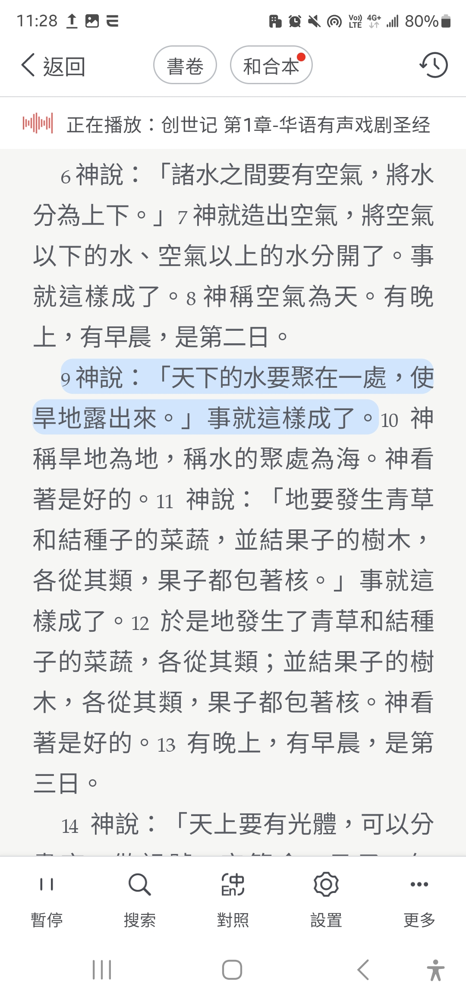 11:28 Vo)) LTE 4G+ 80%
返回 書卷 和合本
正在播放：创世记 第1章-华语有声戏剧圣经
6 神說：「諸水之間要有空氣，將水
分為上下。」7 神就造出空氣，將空氣
以下的水、空氣以上的水分開了。事
就這樣成了。8 神稱空氣為天。有晚
上，有早晨，是第二日。
9 神說：「天下的水要聚在一處，使
旱地露出來。」事就這樣成了。10 神
稱旱地為地，稱水的聚處為海。神看
著是好的。11 神說：「地要發生青草
和結種子的菜蔬，並結果子的樹木，
各從其類，果子都包著核。」事就這
樣成了。12 於是地發生了青草和結種
子的菜蔬，各從其類；並結果子的樹
木，各從其類，果子都包著核。神看
著是好的。13 有晚上，有早晨，是第
三日。
14 神說：「天上要有光體，可以分
中 En
暫停 搜索 對照 設置 更多